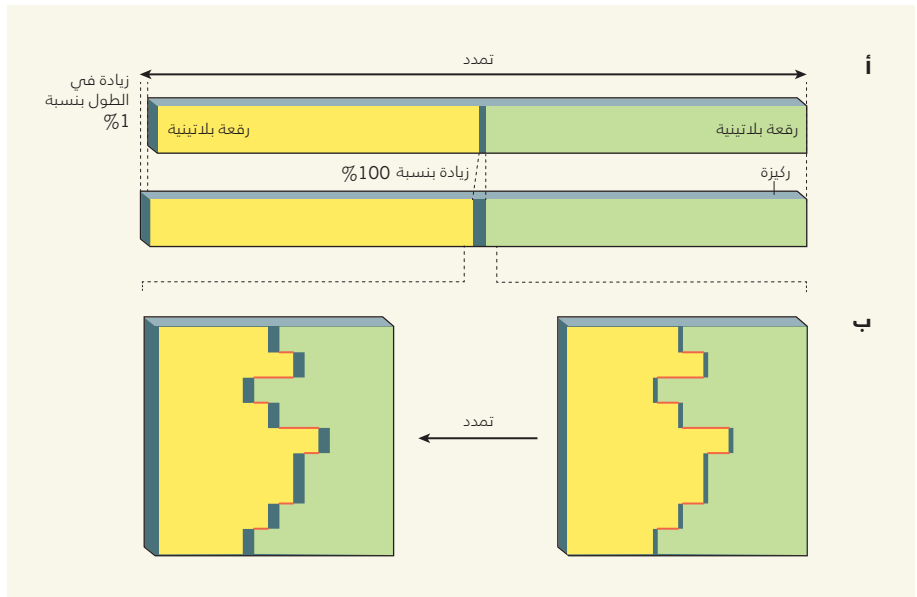 أ
تمدد
زيادة في
الطول بنسبة
%1
رقعة بلاتينية
رقعة بلاتينية
زيادة بنسبة 100%
ركيزة
ب
تمدد